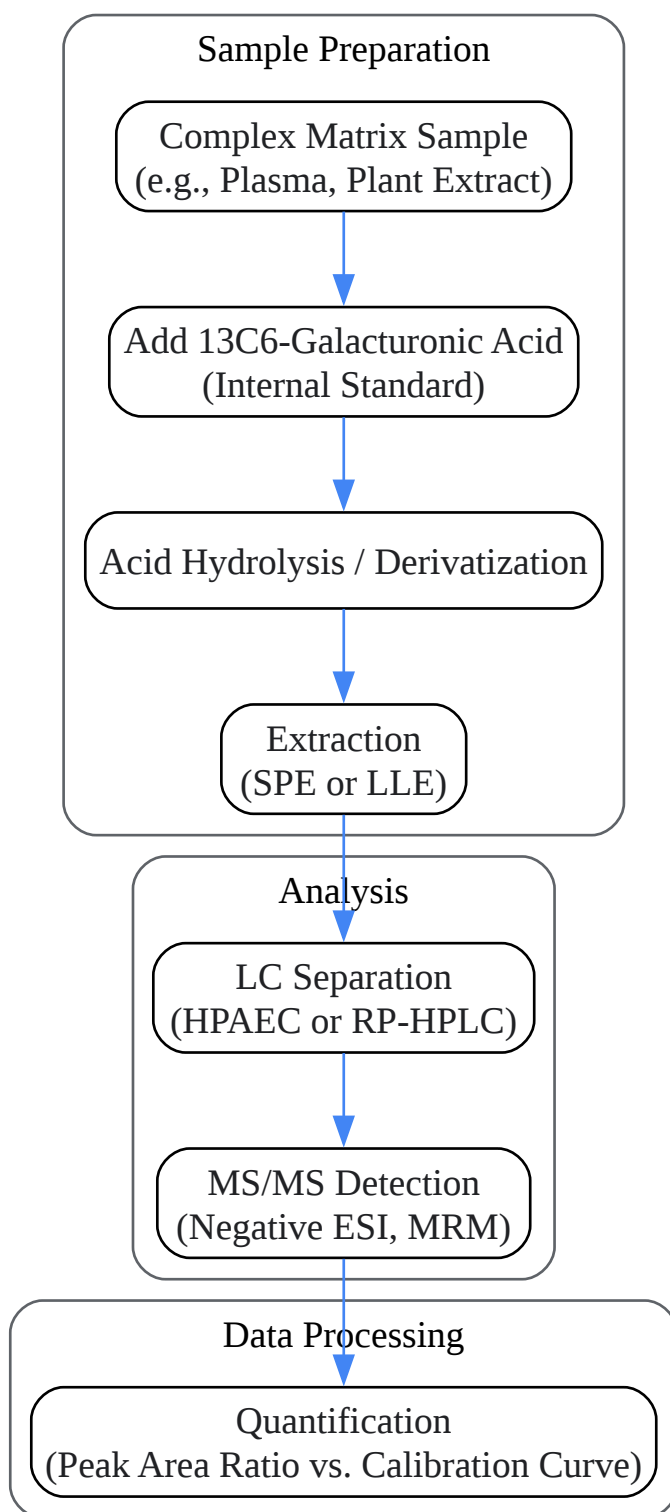 Sample Preparation
Complex Matrix Sample
(e.g., Plasma, Plant Extract)
Add 13C6-Galacturonic Acid
(Internal Standard)
Acid Hydrolysis / Derivatization
Extraction
(SPE or LLE)
Analysis
LC Separation
(HPAEC or RP-HPLC)
MS/MS Detection
(Negative ESI, MRM)
Data Processing
Quantification
(Peak Area Ratio vs. Calibration Curve)